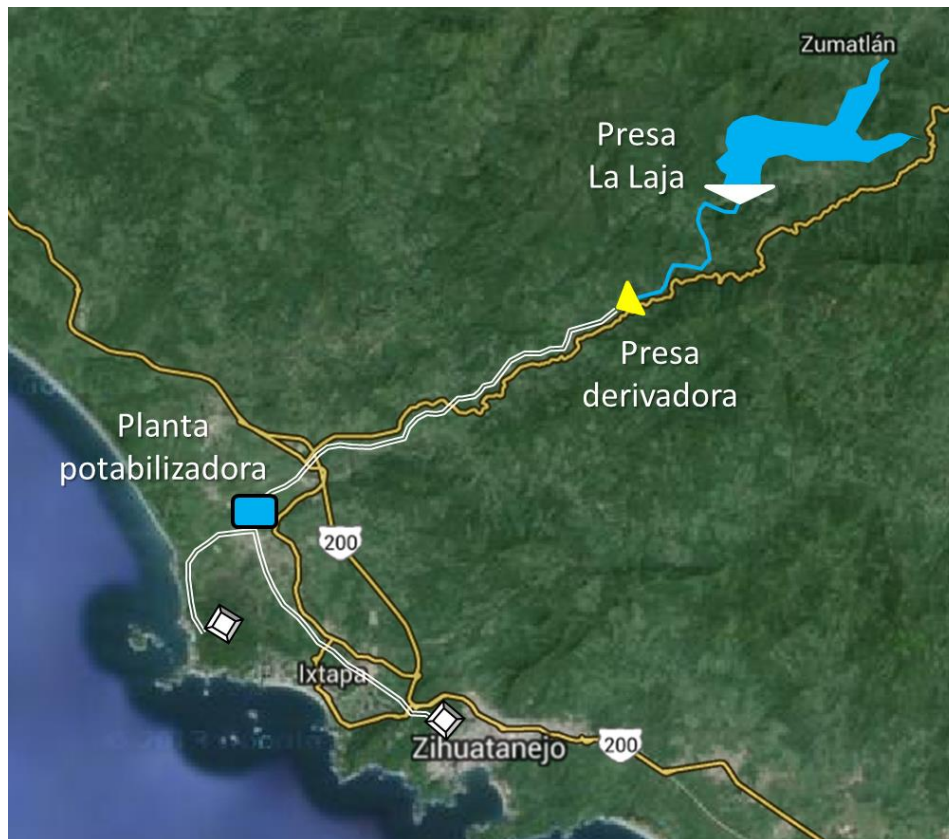 Zumatlán
Presa
La Laja
Presa
derivadora
Planta
potabilizadora
200
Ixtapa
Zihuatanejo
200